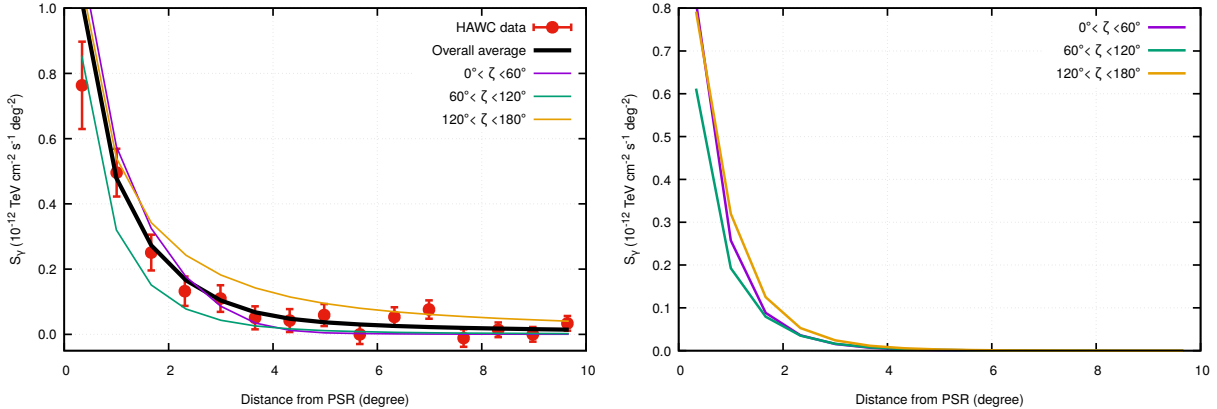 1.0
0.8
0.6
0.4
0.2
0.0
S_γ (10⁻¹² TeV cm⁻² s⁻¹ deg⁻²)
HAWC data
Overall average
0°< ζ <60°
60°< ζ <120°
120°< ζ <180°
0 2 4 6 8 10
Distance from PSR (degree)
0.8
0.7
0.6
0.5
0.4
0.3
0.2
0.1
0.0
S_γ (10⁻¹² TeV cm⁻² s⁻¹ deg⁻²)
0°< ζ <60°
60°< ζ <120°
120°< ζ <180°
0 2 4 6 8 10
Distance from PSR (degree)